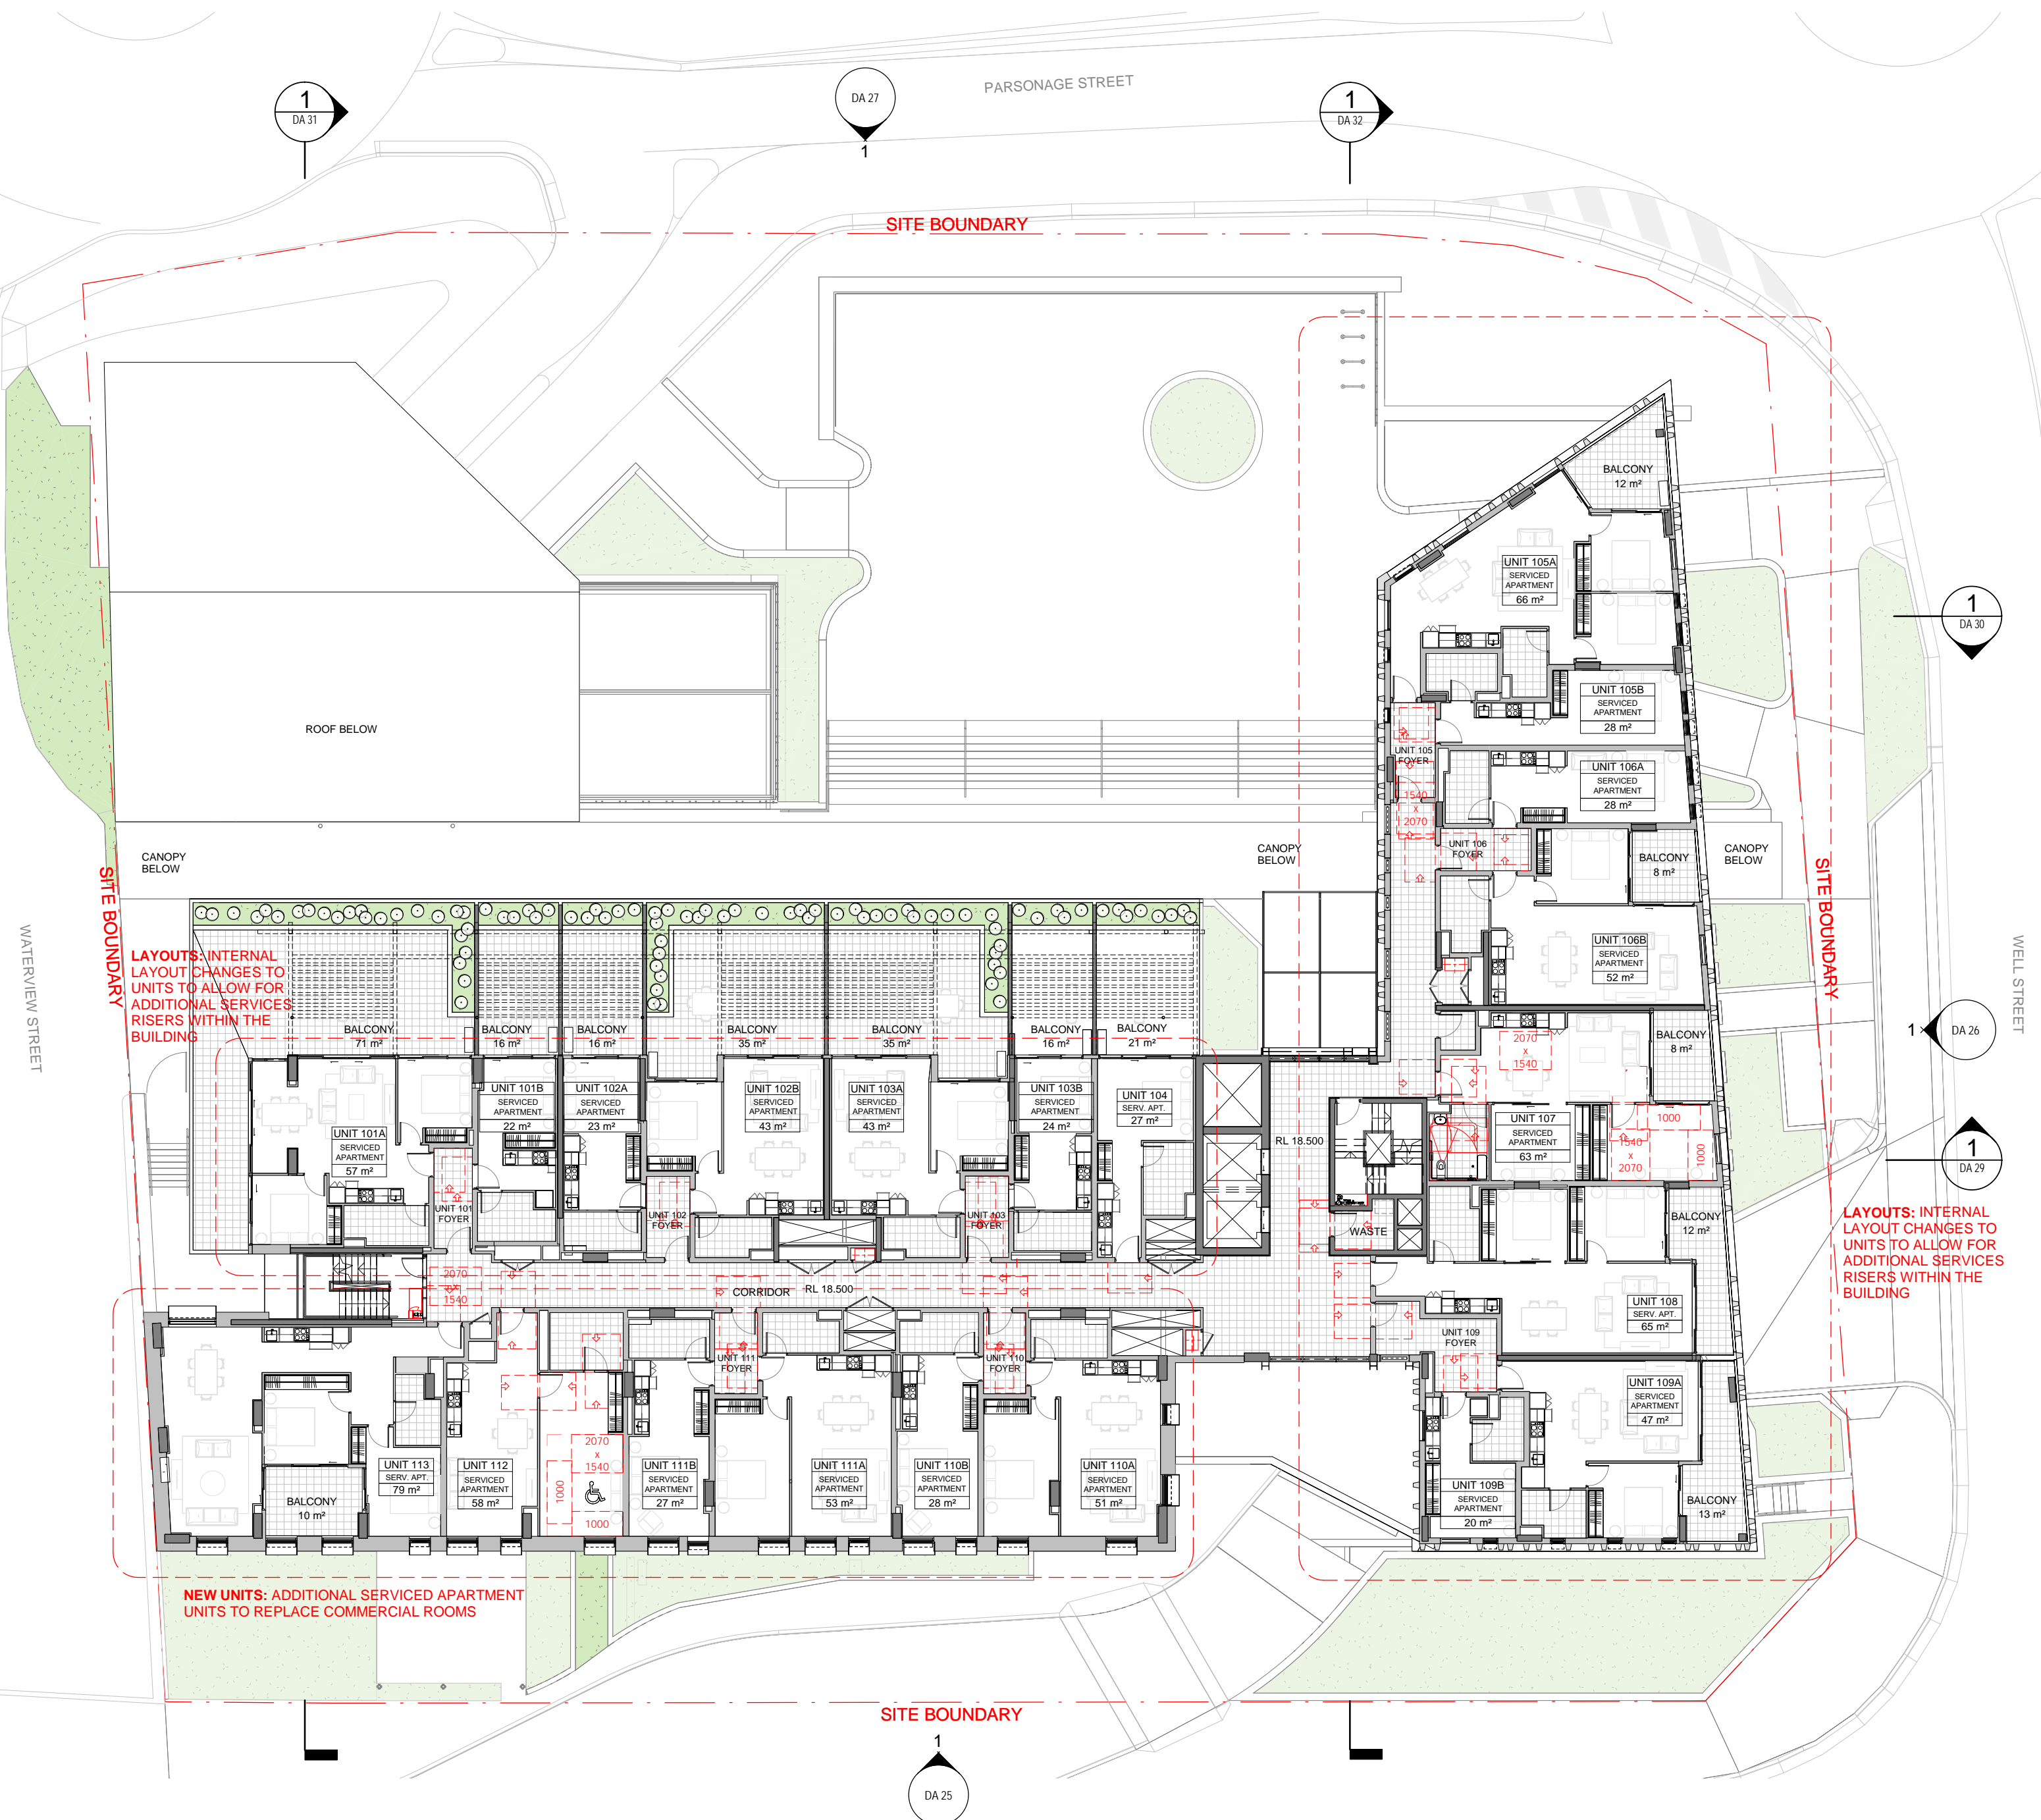 PARSONAGE STREET
1
DA 31
DA 27
1
1
DA 32
SITE BOUNDARY
BALCONY
12 m²
UNIT 105A
SERVICED
APARTMENT
66 m²
1
DA 30
UNIT 105B
SERVICED
APARTMENT
28 m²
ROOF BELOW
UNIT 105
FOYER
UNIT 106A
SERVICED
APARTMENT
28 m²
1540
x
2070
UNIT 106
FOYER
BALCONY
8 m²
CANOPY
BELOW
CANOPY
BELOW
CANOPY
BELOW
SITE BOUNDARY
SITE BOUNDARY
WATERVIEW STREET
WELL STREET
UNIT 106B
SERVICED
APARTMENT
52 m²
LAYOUTS: INTERNAL
LAYOUT CHANGES TO
UNITS TO ALLOW FOR
ADDITIONAL SERVICES
RISERS WITHIN THE
BUILDING
BALCONY
71 m²
BALCONY
16 m²
BALCONY
16 m²
BALCONY
35 m²
BALCONY
35 m²
BALCONY
16 m²
BALCONY
21 m²
BALCONY
8 m²
1
DA 26
2070
x
1540
UNIT 101A
SERVICED
APARTMENT
57 m²
UNIT 101B
SERVICED
APARTMENT
22 m²
UNIT 102A
SERVICED
APARTMENT
23 m²
UNIT 102B
SERVICED
APARTMENT
43 m²
UNIT 103A
SERVICED
APARTMENT
43 m²
UNIT 103B
SERVICED
APARTMENT
24 m²
UNIT 104
SERV. APT.
27 m²
RL 18.500
UNIT 107
SERVICED
APARTMENT
63 m²
1000
1540
x
2070
1000
1
DA 29
UNIT 101
FOYER
UNIT 102
FOYER
UNIT 103
FOYER
WASTE
BALCONY
12 m²
LAYOUTS: INTERNAL
LAYOUT CHANGES TO
UNITS TO ALLOW FOR
ADDITIONAL SERVICES
RISERS WITHIN THE
BUILDING
2070
x
1540
CORRIDOR
RL 18.500
UNIT 108
SERV. APT.
65 m²
UNIT 109
FOYER
UNIT 111
FOYER
UNIT 110
FOYER
UNIT 109A
SERVICED
APARTMENT
47 m²
UNIT 113
SERV. APT.
79 m²
UNIT 112
SERVICED
APARTMENT
58 m²
2070
x
1540
1000
1000
UNIT 111B
SERVICED
APARTMENT
27 m²
UNIT 111A
SERVICED
APARTMENT
53 m²
UNIT 110B
SERVICED
APARTMENT
28 m²
UNIT 110A
SERVICED
APARTMENT
51 m²
UNIT 109B
SERVICED
APARTMENT
20 m²
BALCONY
10 m²
BALCONY
13 m²
NEW UNITS: ADDITIONAL SERVICED APARTMENT
UNITS TO REPLACE COMMERCIAL ROOMS
SITE BOUNDARY
1
DA 25